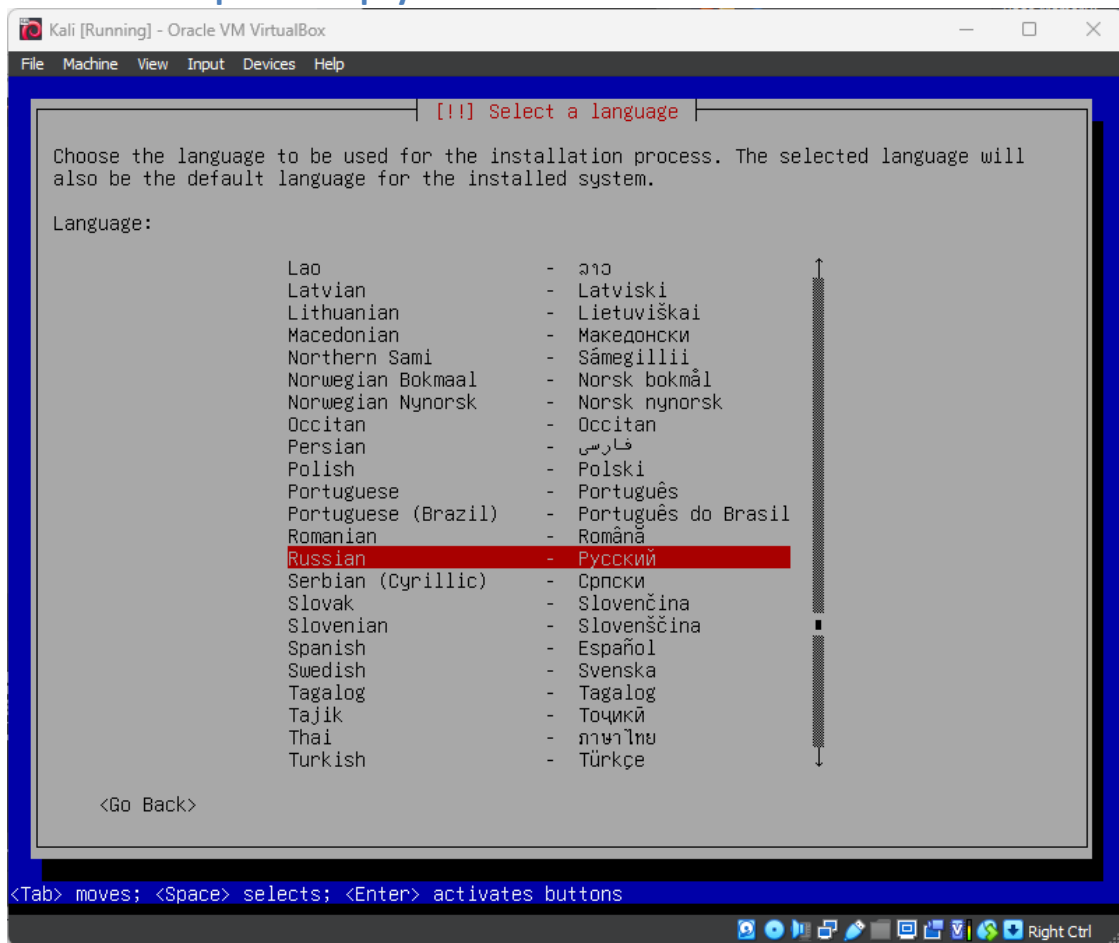 Kali [Running] - Oracle VM VirtualBox
File Machine View Input Devices Help
[!!] Select a language
Choose the language to be used for the installation process. The selected language will
also be the default language for the installed system.
Language:
Lao - ລາວ
Latvian - Latviski
Lithuanian - Lietuviškai
Macedonian - Македонски
Northern Sami - Sámegillii
Norwegian Bokmaal - Norsk bokmål
Norwegian Nynorsk - Norsk nynorsk
Occitan - Occitan
Persian - فارسی
Polish - Polski
Portuguese - Português
Portuguese (Brazil) - Português do Brasil
Romanian - Română
Russian - Русский
Serbian (Cyrillic) - Српски
Slovak - Slovenčina
Slovenian - Slovenščina
Spanish - Español
Swedish - Svenska
Tagalog - Tagalog
Tajik - Тоҷикӣ
Thai - ภาษาไทย
Turkish - Türkçe
<Go Back>
<Tab> moves; <Space> selects; <Enter> activates buttons
Right Ctrl